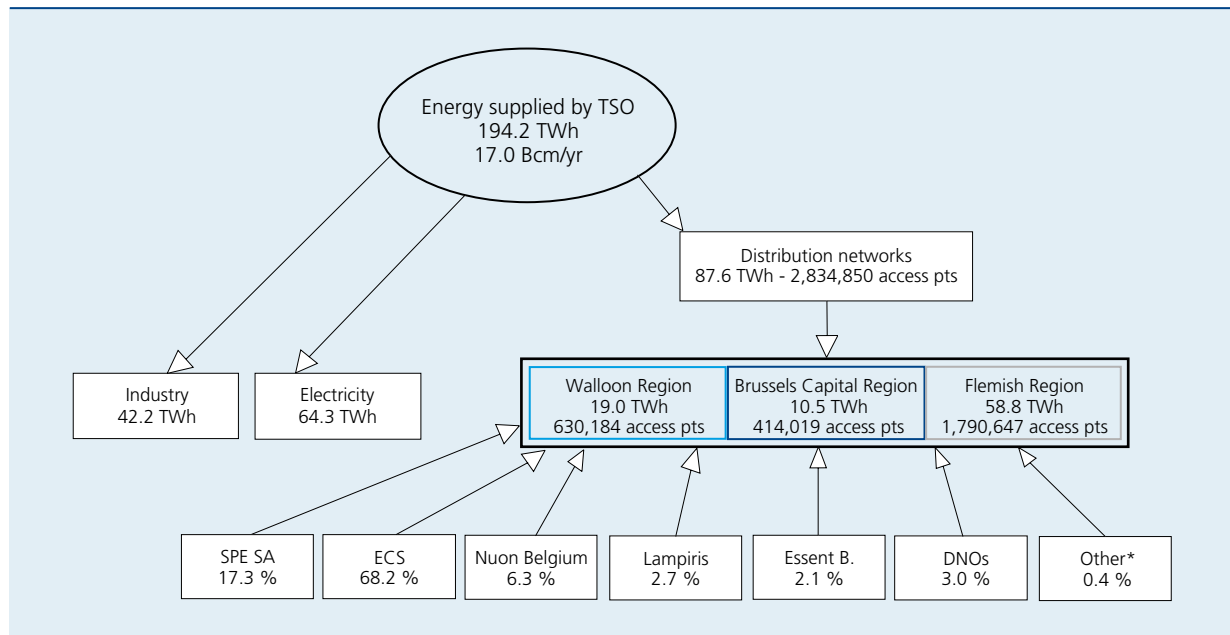 Energy supplied by TSO
194.2 TWh
17.0 Bcm/yr
Distribution networks
87.6 TWh - 2,834,850 access pts
Industry
42.2 TWh
Electricity
64.3 TWh
Walloon Region
19.0 TWh
630,184 access pts
Brussels Capital Region
10.5 TWh
414,019 access pts
Flemish Region
58.8 TWh
1,790,647 access pts
SPE SA
17.3 %
ECS
68.2 %
Nuon Belgium
6.3 %
Lampiris
2.7 %
Essent B.
2.1 %
DNOs
3.0 %
Other*
0.4 %